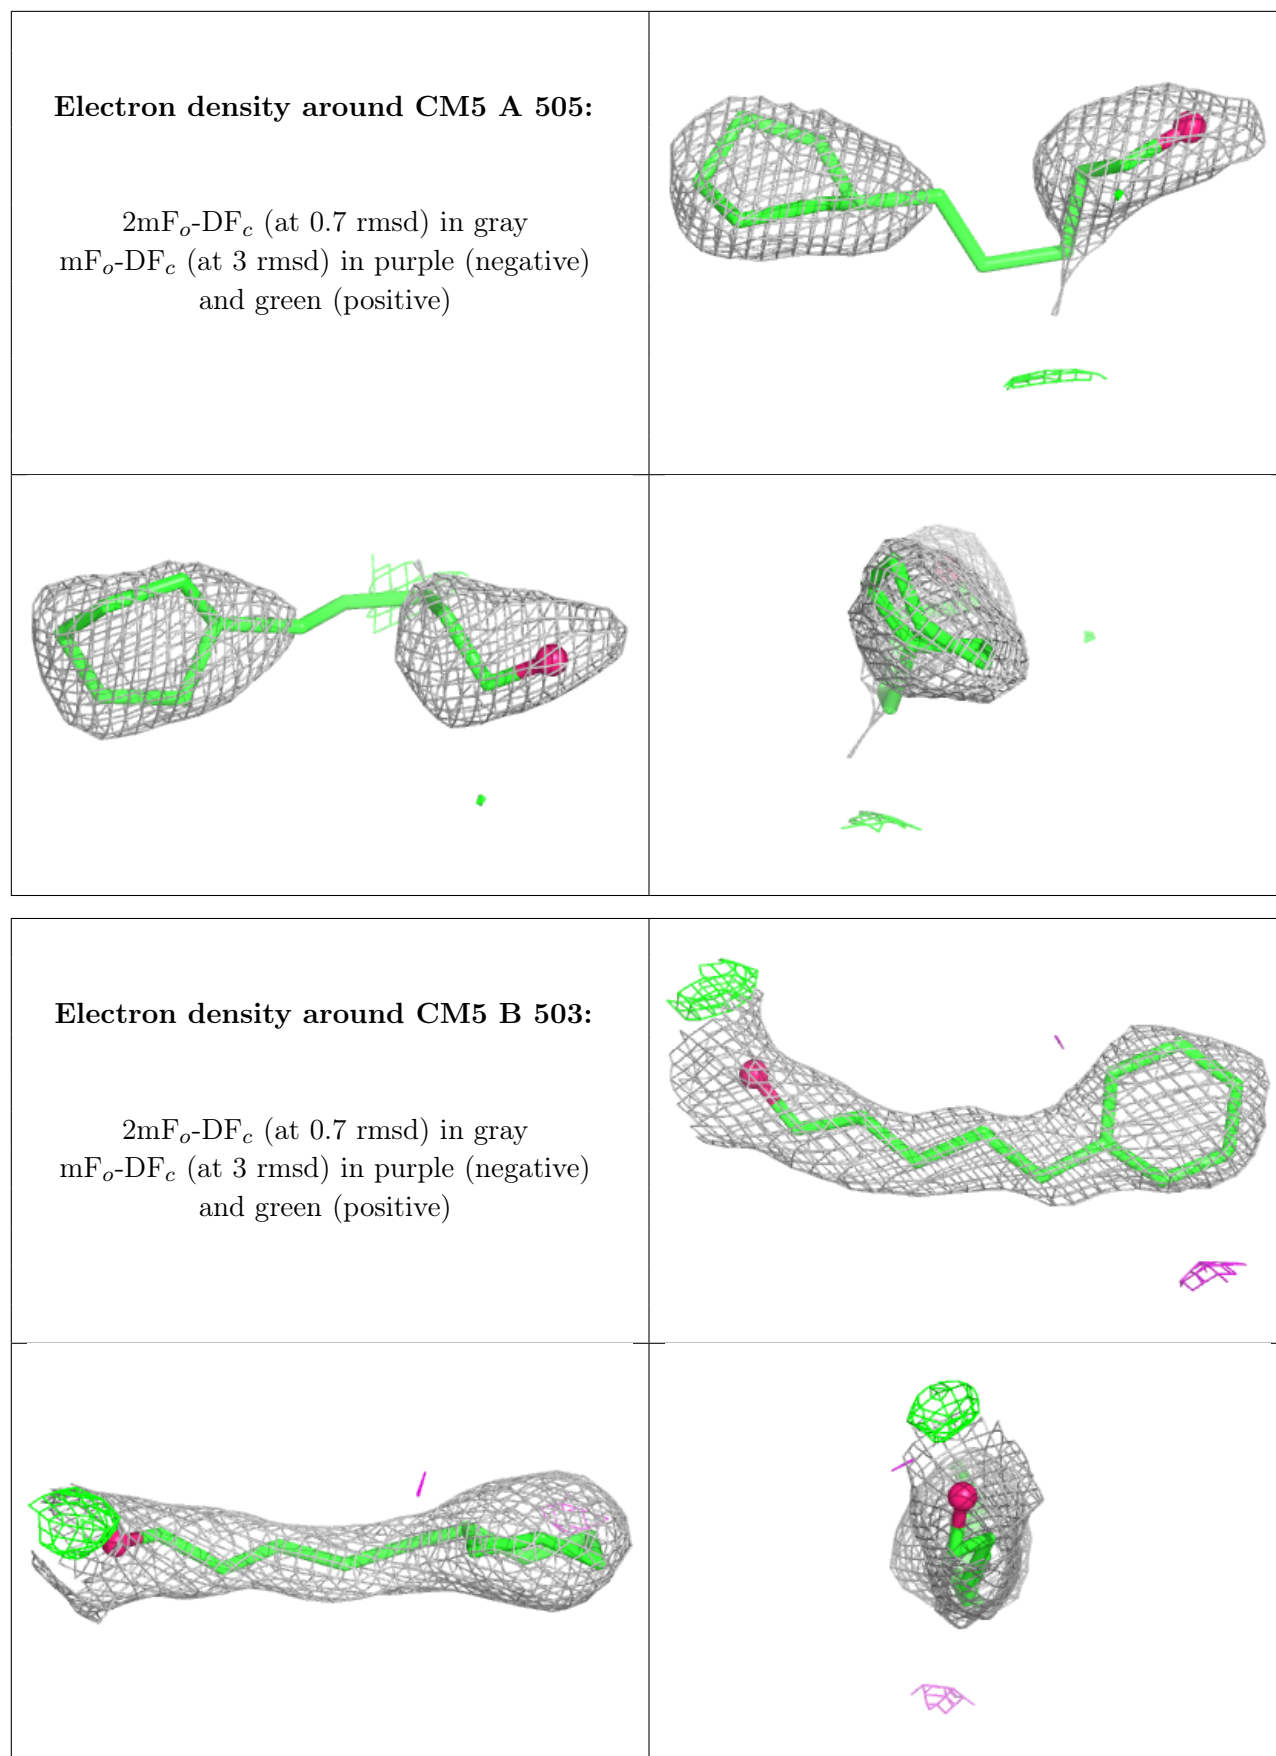 Electron density around CM5 A 505:
2mFo-DFc (at 0.7 rmsd) in gray
mFo-DFc (at 3 rmsd) in purple (negative)
and green (positive)
Electron density around CM5 B 503:
2mFo-DFc (at 0.7 rmsd) in gray
mFo-DFc (at 3 rmsd) in purple (negative)
and green (positive)